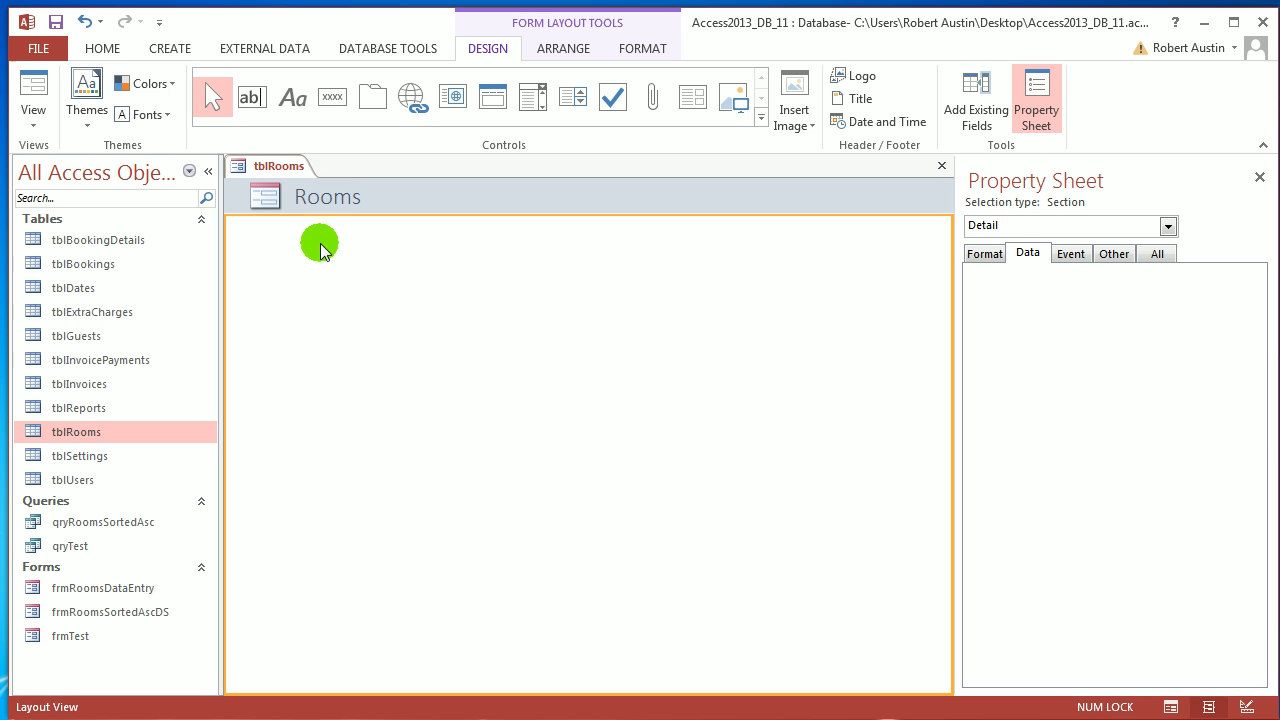 FORM LAYOUT TOOLS
Access2013_DB_11 : Database- C:\Users\Robert Austin\Desktop\Access2013_DB_11.ac...
?
FILE
HOME
CREATE
EXTERNAL DATA
DATABASE TOOLS
DESIGN
ARRANGE
FORMAT
Robert Austin
View
Views
Aa
Themes
Colors
A Fonts
Themes
ab
Aa
xxxx
Controls
Insert
Image
Logo
Title
Date and Time
Header / Footer
Add Existing
Fields
Property
Sheet
Tools
All Access Obje...
Search...
Tables
tblBookingDetails
tblBookings
tblDates
tblExtraCharges
tblGuests
tblInvoicePayments
tblInvoices
tblReports
tblRooms
tblSettings
tblUsers
Queries
qryRoomsSortedAsc
qryTest
Forms
frmRoomsDataEntry
frmRoomsSortedAscDS
frmTest
tblRooms
Rooms
Property Sheet
Selection type: Section
Detail
Format
Data
Event
Other
All
Layout View
NUM LOCK